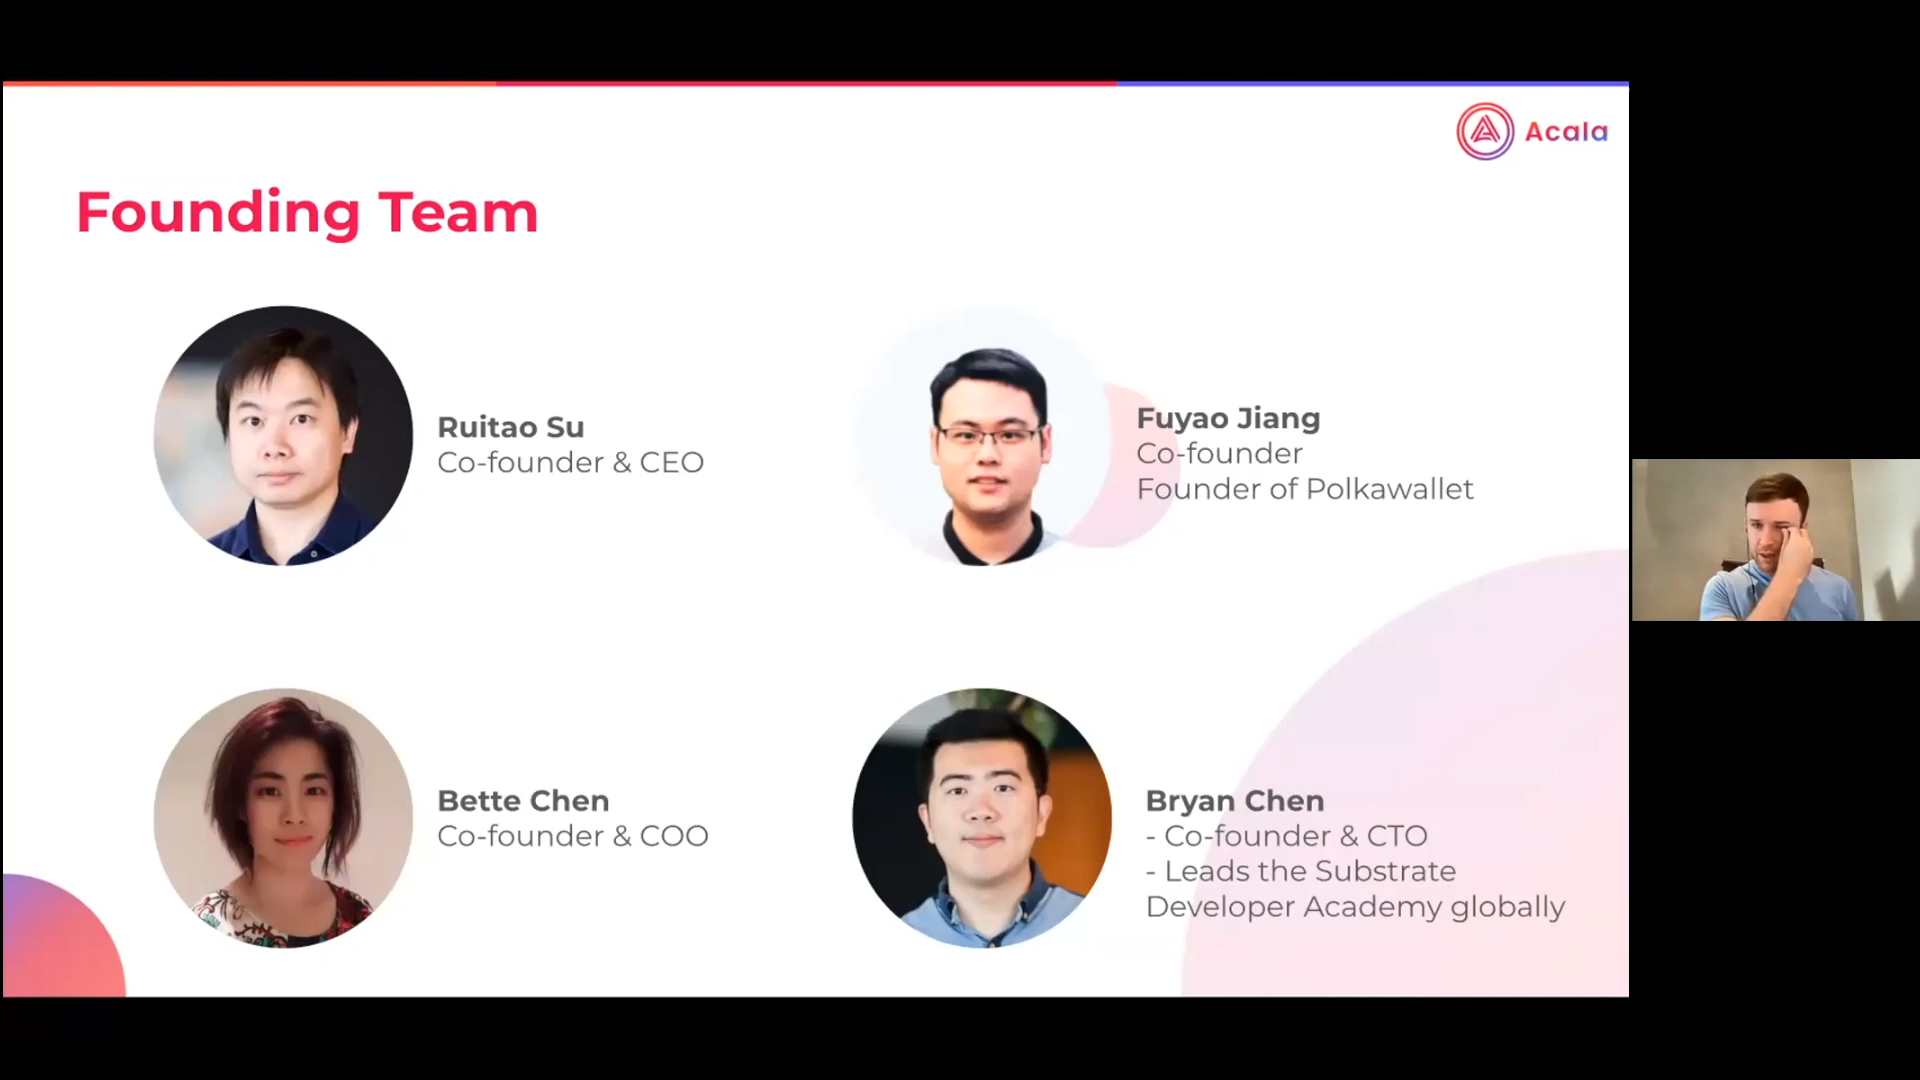 Acala
Founding Team
Ruitao Su
Co-founder & CEO
Fuyao Jiang
Co-founder
Founder of Polkawallet
Bette Chen
Co-founder & COO
Bryan Chen
- Co-founder & CTO
- Leads the Substrate
Developer Academy globally